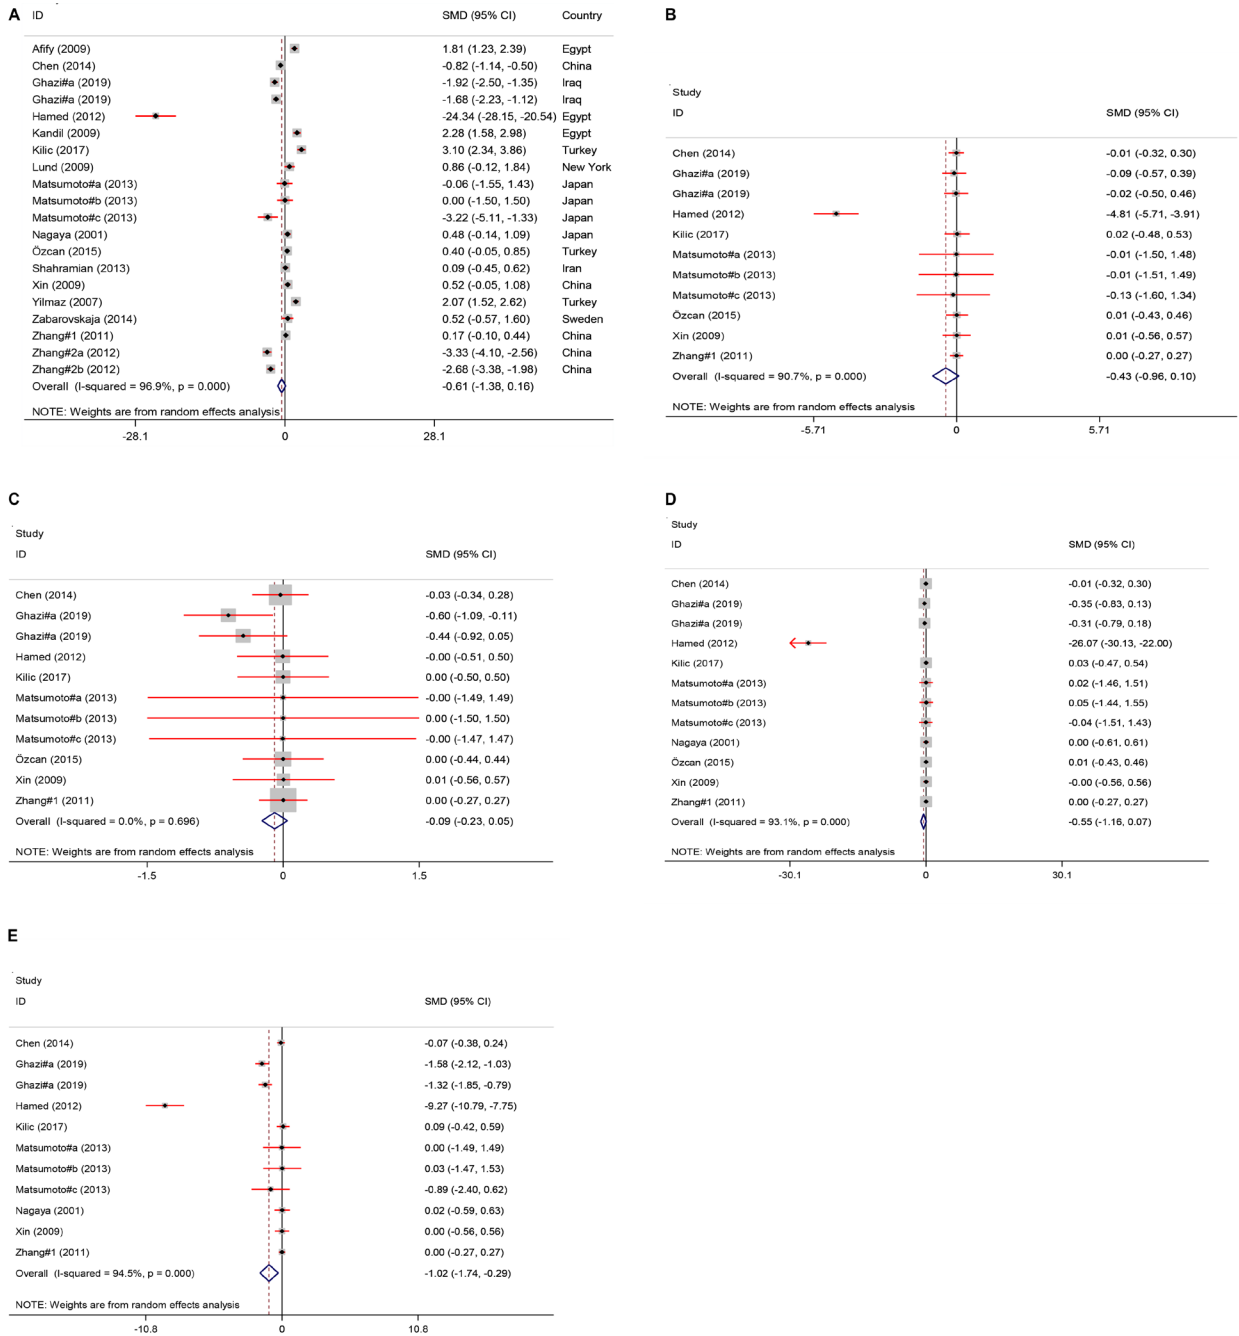 A
ID SMD (95% CI) Country
Afify (2009) 1.81 (1.23, 2.39) Egypt
Chen (2014) -0.82 (-1.14, -0.50) China
Ghazi#a (2019) -1.92 (-2.50, -1.35) Iraq
Ghazi#a (2019) -1.68 (-2.23, -1.12) Iraq
Hamed (2012) -24.34 (-28.15, -20.54) Egypt
Kandil (2009) 2.28 (1.58, 2.98) Egypt
Kilic (2017) 3.10 (2.34, 3.86) Turkey
Lund (2009) 0.86 (-0.12, 1.84) New York
Matsumoto#a (2013) -0.06 (-1.55, 1.43) Japan
Matsumoto#b (2013) 0.00 (-1.50, 1.50) Japan
Matsumoto#c (2013) -3.22 (-5.11, -1.33) Japan
Nagaya (2001) 0.48 (-0.14, 1.09) Japan
Özcan (2015) 0.40 (-0.05, 0.85) Turkey
Shahramian (2013) 0.09 (-0.45, 0.62) Iran
Xin (2009) 0.52 (-0.05, 1.08) China
Yilmaz (2007) 2.07 (1.52, 2.62) Turkey
Zabarovskaja (2014) 0.52 (-0.57, 1.60) Sweden
Zhang#1 (2011) 0.17 (-0.10, 0.44) China
Zhang#2a (2012) -3.33 (-4.10, -2.56) China
Zhang#2b (2012) -2.68 (-3.38, -1.98) China
Overall (I-squared = 96.9%, p = 0.000) -0.61 (-1.38, 0.16)
NOTE: Weights are from random effects analysis
-28.1 0 28.1
B
Study
ID SMD (95% CI)
Chen (2014) -0.01 (-0.32, 0.30)
Ghazi#a (2019) -0.09 (-0.57, 0.39)
Ghazi#a (2019) -0.02 (-0.50, 0.46)
Hamed (2012) -4.81 (-5.71, -3.91)
Kilic (2017) 0.02 (-0.48, 0.53)
Matsumoto#a (2013) -0.01 (-1.50, 1.48)
Matsumoto#b (2013) -0.01 (-1.51, 1.49)
Matsumoto#c (2013) -0.13 (-1.60, 1.34)
Özcan (2015) 0.01 (-0.43, 0.46)
Xin (2009) 0.01 (-0.56, 0.57)
Zhang#1 (2011) 0.00 (-0.27, 0.27)
Overall (I-squared = 90.7%, p = 0.000) -0.43 (-0.96, 0.10)
NOTE: Weights are from random effects analysis
-5.71 0 5.71
C
Study
ID SMD (95% CI)
Chen (2014) -0.03 (-0.34, 0.28)
Ghazi#a (2019) -0.60 (-1.09, -0.11)
Ghazi#a (2019) -0.44 (-0.92, 0.05)
Hamed (2012) -0.00 (-0.51, 0.50)
Kilic (2017) 0.00 (-0.50, 0.50)
Matsumoto#a (2013) -0.00 (-1.49, 1.49)
Matsumoto#b (2013) 0.00 (-1.50, 1.50)
Matsumoto#c (2013) -0.00 (-1.47, 1.47)
Özcan (2015) 0.00 (-0.44, 0.44)
Xin (2009) 0.01 (-0.56, 0.57)
Zhang#1 (2011) 0.00 (-0.27, 0.27)
Overall (I-squared = 0.0%, p = 0.696) -0.09 (-0.23, 0.05)
NOTE: Weights are from random effects analysis
-1.5 0 1.5
D
Study
ID SMD (95% CI)
Chen (2014) -0.01 (-0.32, 0.30)
Ghazi#a (2019) -0.35 (-0.83, 0.13)
Ghazi#a (2019) -0.31 (-0.79, 0.18)
Hamed (2012) -26.07 (-30.13, -22.00)
Kilic (2017) 0.03 (-0.47, 0.54)
Matsumoto#a (2013) 0.02 (-1.46, 1.51)
Matsumoto#b (2013) 0.05 (-1.44, 1.55)
Matsumoto#c (2013) -0.04 (-1.51, 1.43)
Nagaya (2001) 0.00 (-0.61, 0.61)
Özcan (2015) 0.01 (-0.43, 0.46)
Xin (2009) -0.00 (-0.56, 0.56)
Zhang#1 (2011) 0.00 (-0.27, 0.27)
Overall (I-squared = 93.1%, p = 0.000) -0.55 (-1.16, 0.07)
NOTE: Weights are from random effects analysis
-30.1 0 30.1
E
Study
ID SMD (95% CI)
Chen (2014) -0.07 (-0.38, 0.24)
Ghazi#a (2019) -1.58 (-2.12, -1.03)
Ghazi#a (2019) -1.32 (-1.85, -0.79)
Hamed (2012) -9.27 (-10.79, -7.75)
Kilic (2017) 0.09 (-0.42, 0.59)
Matsumoto#a (2013) 0.00 (-1.49, 1.49)
Matsumoto#b (2013) 0.03 (-1.47, 1.53)
Matsumoto#c (2013) -0.89 (-2.40, 0.62)
Nagaya (2001) 0.02 (-0.59, 0.63)
Xin (2009) 0.00 (-0.56, 0.56)
Zhang#1 (2011) 0.00 (-0.27, 0.27)
Overall (I-squared = 94.5%, p = 0.000) -1.02 (-1.74, -0.29)
NOTE: Weights are from random effects analysis
-10.8 0 10.8